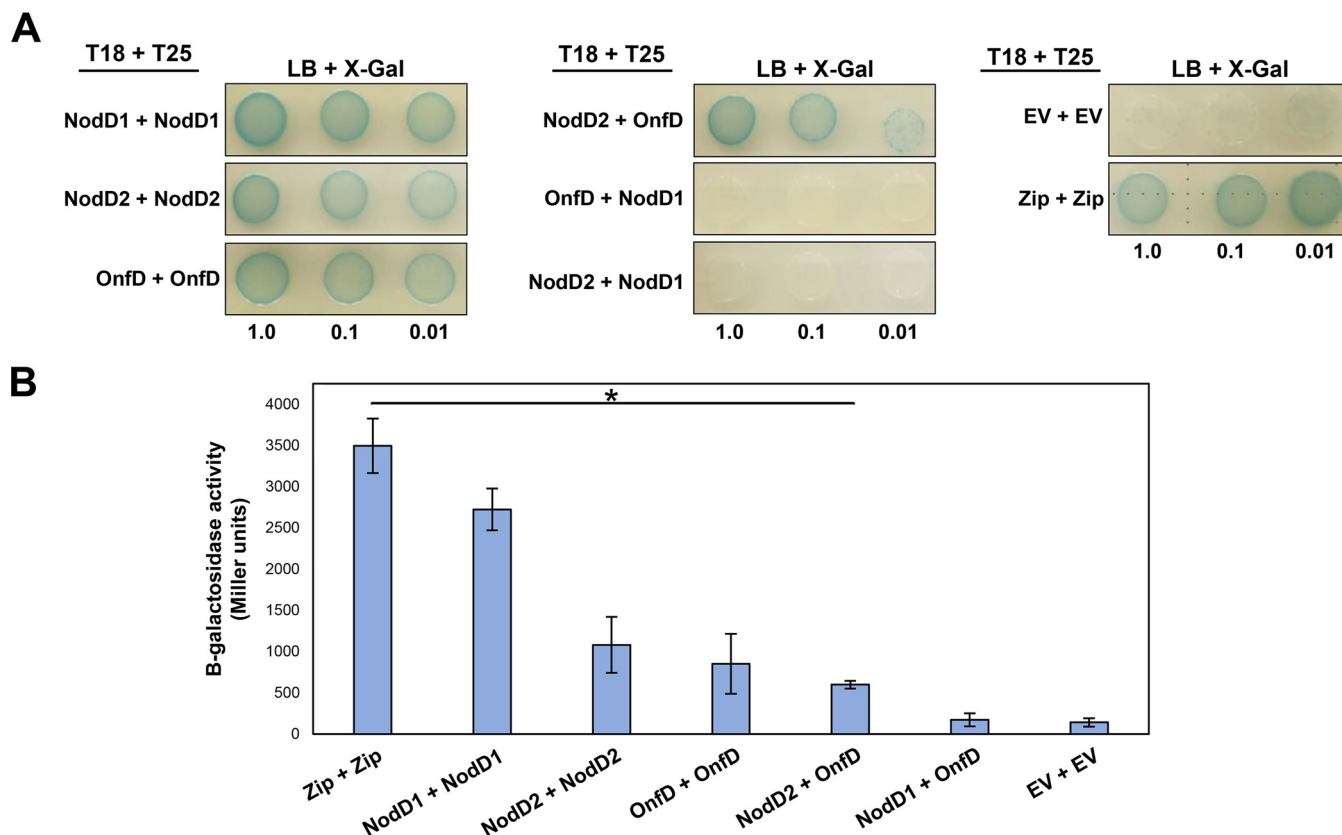 A
T18 + T25
LB + X-Gal
NodD1 + NodD1
NodD2 + NodD2
OnfD + OnfD
1.0 0.1 0.01
T18 + T25
LB + X-Gal
NodD2 + OnfD
OnfD + NodD1
NodD2 + NodD1
1.0 0.1 0.01
T18 + T25
LB + X-Gal
EV + EV
Zip + Zip
1.0 0.1 0.01
B
B-galactosidase activity
(Miller units)
4000
3500
3000
2500
2000
1500
1000
500
0
*
Zip + Zip
NodD1 + NodD1
NodD2 + NodD2
OnfD + OnfD
NodD2 + OnfD
NodD1 + OnfD
EV + EV